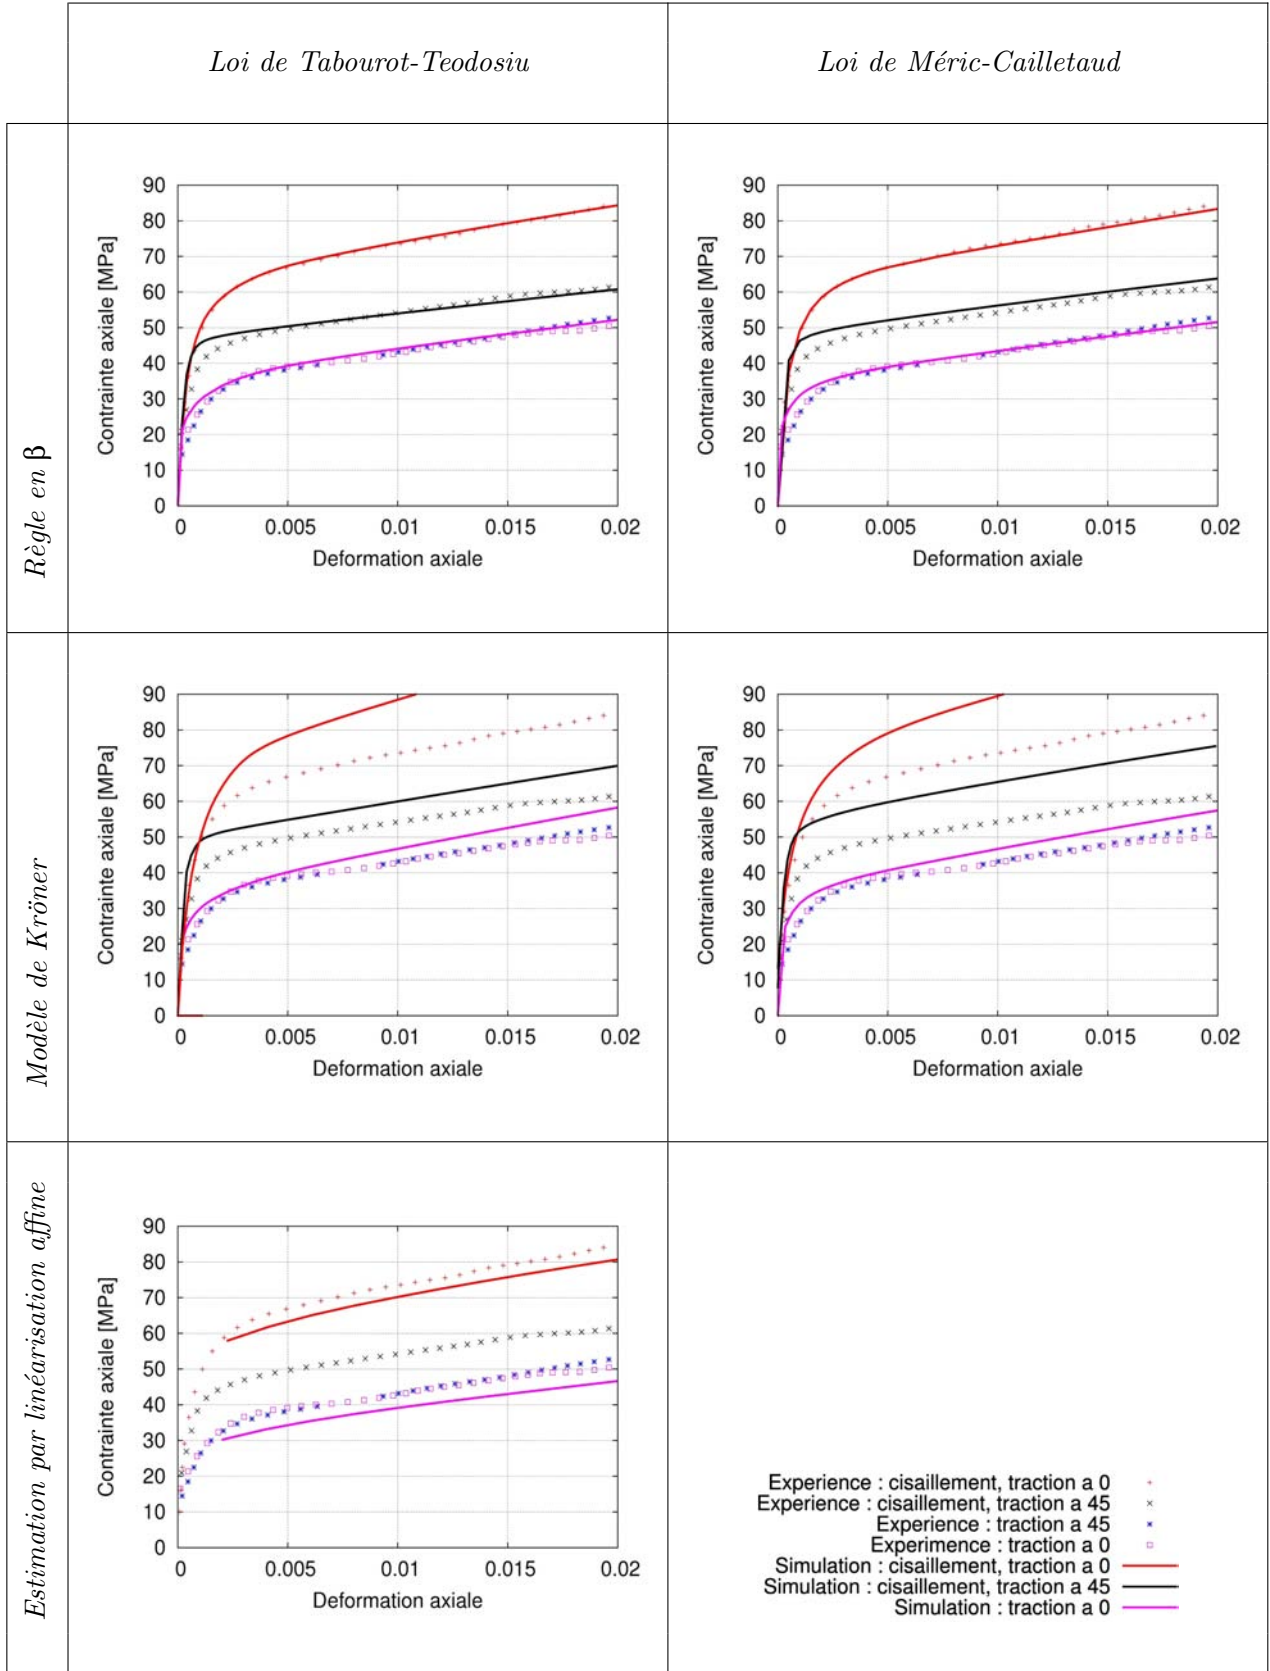 Loi de Tabourot-Teodosiu
Loi de Méric-Cailletaud
Règle en β
Contrainte axiale [MPa]
90
80
70
60
50
40
30
20
10
0
0 0.005 0.01 0.015 0.02
Deformation axiale
Contrainte axiale [MPa]
90
80
70
60
50
40
30
20
10
0
0 0.005 0.01 0.015 0.02
Deformation axiale
Modèle de Kröner
Contrainte axiale [MPa]
90
80
70
60
50
40
30
20
10
0
0 0.005 0.01 0.015 0.02
Deformation axiale
Contrainte axiale [MPa]
90
80
70
60
50
40
30
20
10
0
0 0.005 0.01 0.015 0.02
Deformation axiale
Estimation par linéarisation affine
Contrainte axiale [MPa]
90
80
70
60
50
40
30
20
10
0
0 0.005 0.01 0.015 0.02
Deformation axiale
Experience : cisaillement, traction a 0
Experience : cisaillement, traction a 45
Experience : traction a 45
Experimence : traction a 0
Simulation : cisaillement, traction a 0
Simulation : cisaillement, traction a 45
Simulation : traction a 0